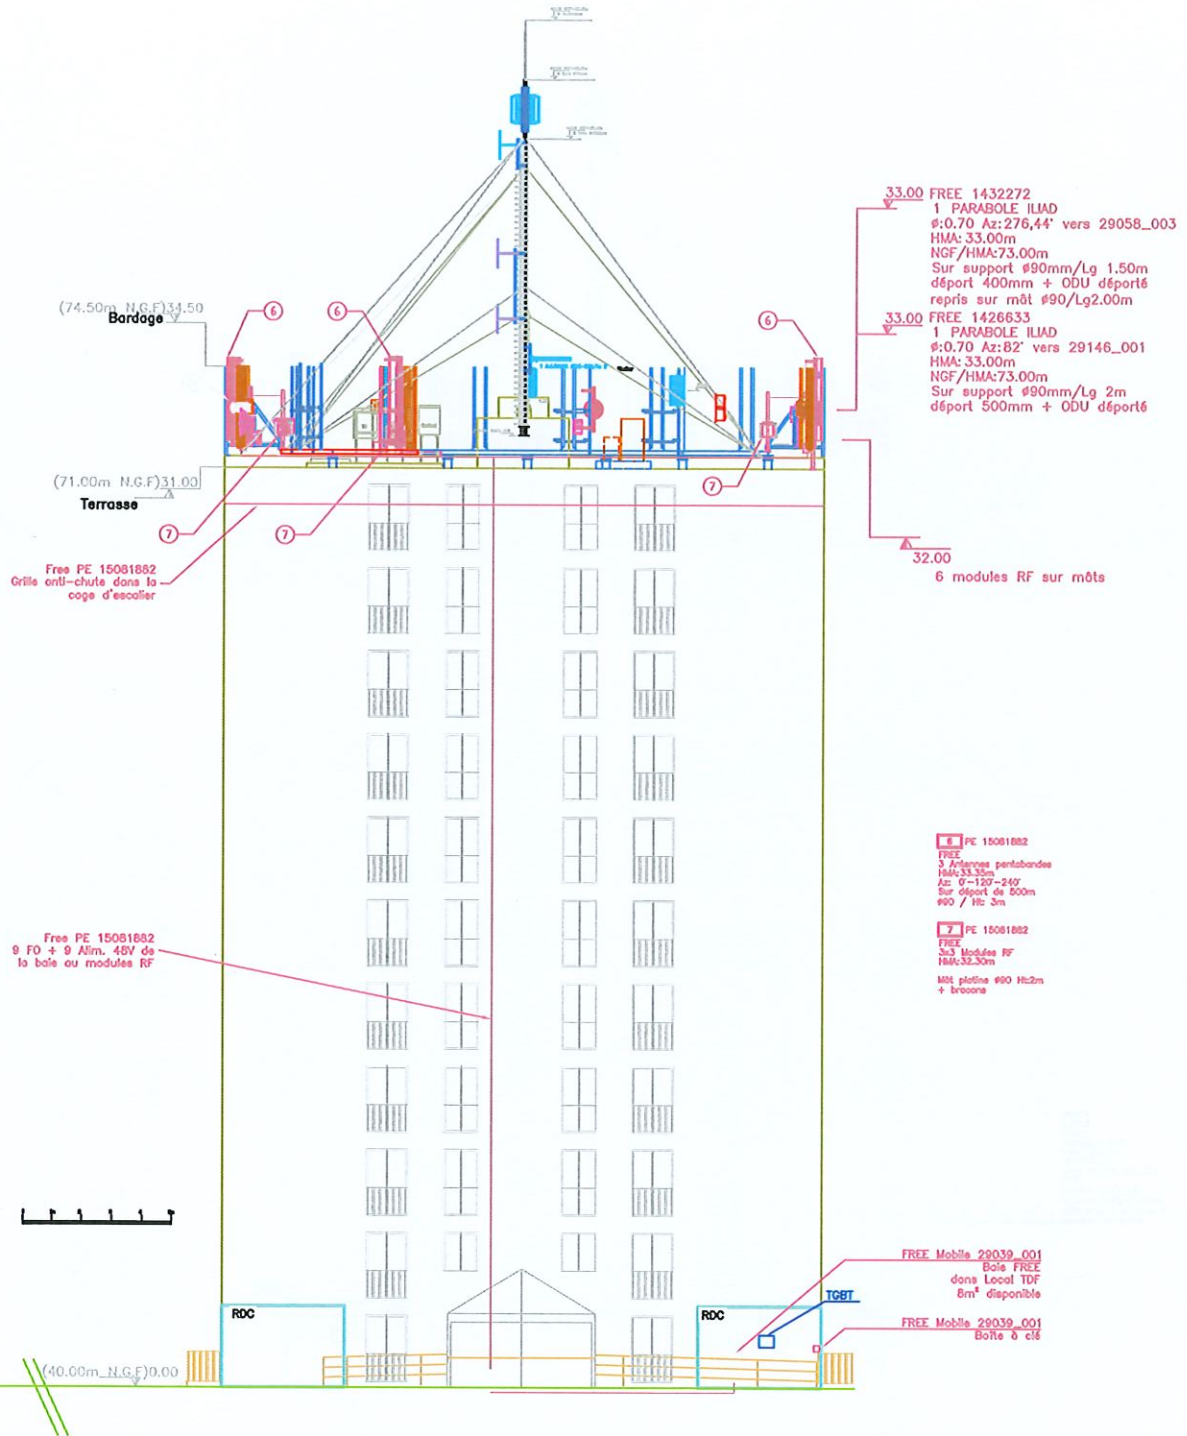 33.00 FREE 1432272
1 PARABOLE ILIAD
ø:0.70 Az:276,44° vers 29058_003
HMA: 33.00m
NGF/HMA:73.00m
Sur support ø90mm/Lg 1.50m
déport 400mm + ODU déporté
repris sur mât ø90/Lg2.00m
33.00 FREE 1426633
1 PARABOLE ILIAD
ø:0.70 Az:82° vers 29146_001
HMA: 33.00m
NGF/HMA:73.00m
Sur support ø90mm/Lg 2m
déport 500mm + ODU déporté
(74.50m N.G.F)34.50
Bardage
6
6
6
(71.00m N.G.F)31.00
Terrasse
7
7
7
32.00
6 modules RF sur mâts
Free PE 15081882
Grille anti-chute dans la
cage d'escalier
6 PE 15081882
FREE
3 Antennes pentabandes
HMA:33.35m
Az: 0°-120°-240°
Sur déport de 500m
ø90 / Ht: 3m
7 PE 15081882
FREE
3x3 Modules RF
HMA:32.30m
Mât platine ø90 Ht:2m
+ bracons
Free PE 15081882
9 FO + 9 Alim. 48V de
la baie au modules RF
FREE Mobile 29039_001
Baie FREE
dans Local TDF
8m² disponible
TGBT
RDC
RDC
FREE Mobile 29039_001
Boîte à clé
(40.00m N.G.F)0.00